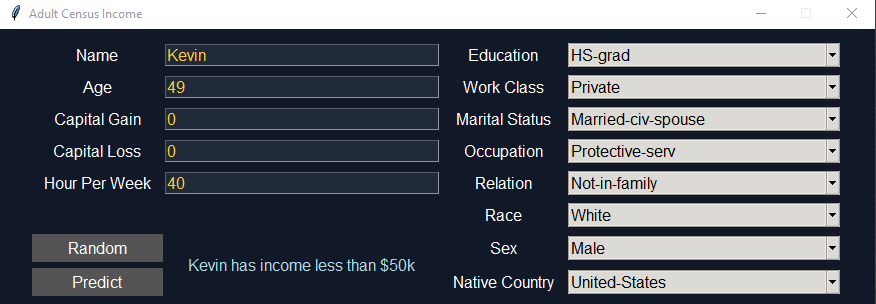 Adult Census Income
Name Kevin Education HS-grad
Age 49 Work Class Private
Capital Gain 0 Marital Status Married-civ-spouse
Capital Loss 0 Occupation Protective-serv
Hour Per Week 40 Relation Not-in-family
Race White
Random Sex Male
Kevin has income less than $50k
Predict Native Country United-States